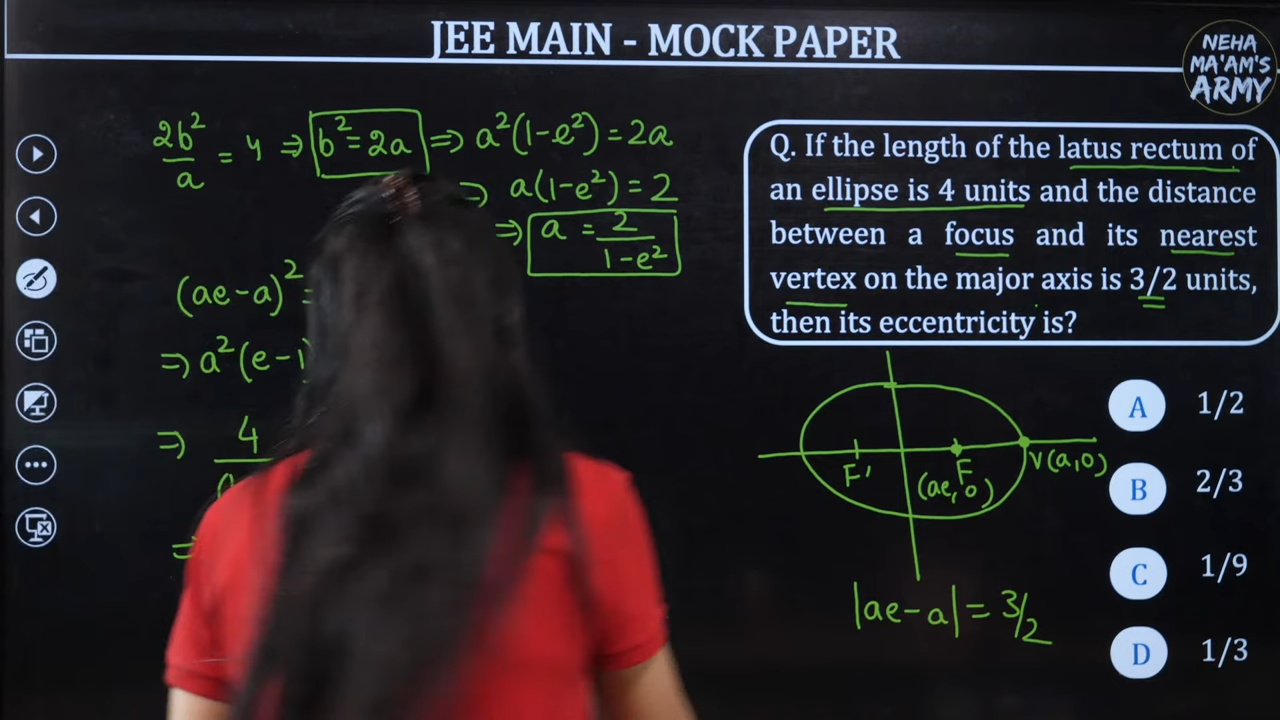 JEE MAIN - MOCK PAPER
NEHA
MA'AM'S
ARMY
2b²/a = 4 ⇒ b² = 2a ⇒ a²(1-e²) = 2a
⇒ a(1-e²) = 2
⇒ a = 2/(1-e²)
(ae-a)² =
⇒ a²(e-1)
⇒ 4
=
Q. If the length of the latus rectum of
an ellipse is 4 units and the distance
between a focus and its nearest
vertex on the major axis is 3/2 units,
then its eccentricity is?
F'
F
(ae, 0)
V(a,0)
|ae-a| = 3/2
A 1/2
B 2/3
C 1/9
D 1/3